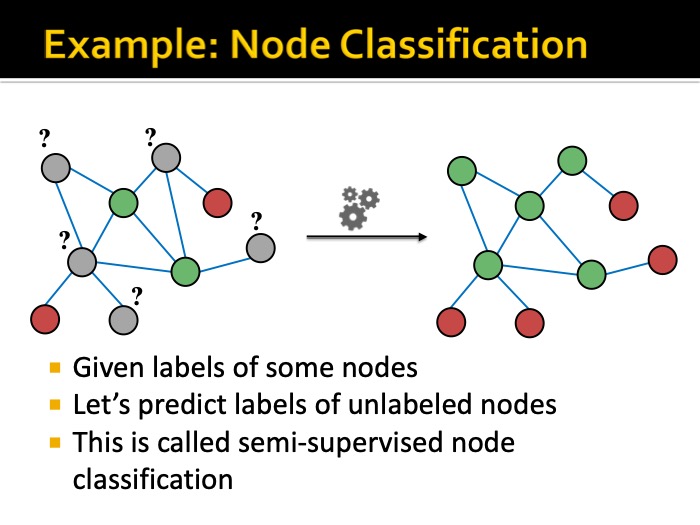 Example: Node Classification
?
?
?
?
?
Given labels of some nodes
Let’s predict labels of unlabeled nodes
This is called semi-supervised node
classification